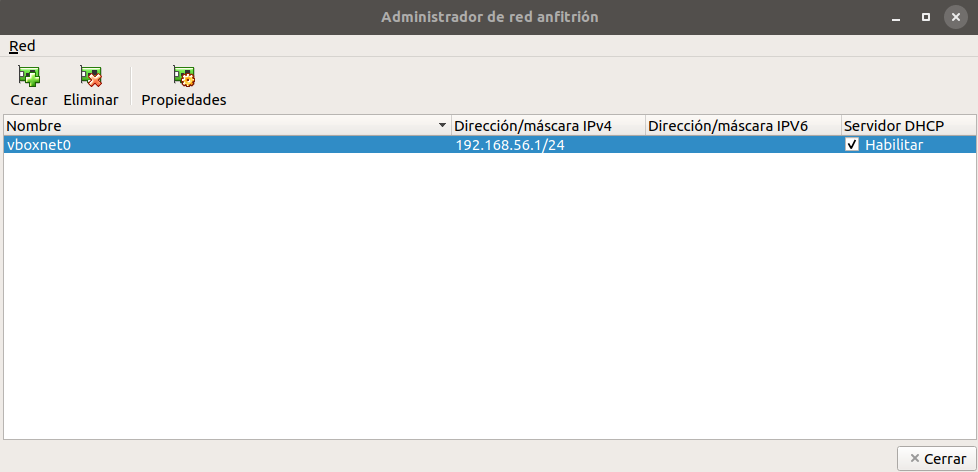 Administrador de red anfitrión
Red
Crear Eliminar Propiedades
Nombre Dirección/máscara IPv4 Dirección/máscara IPV6 Servidor DHCP
vboxnet0 192.168.56.1/24 Habilitar
Cerrar